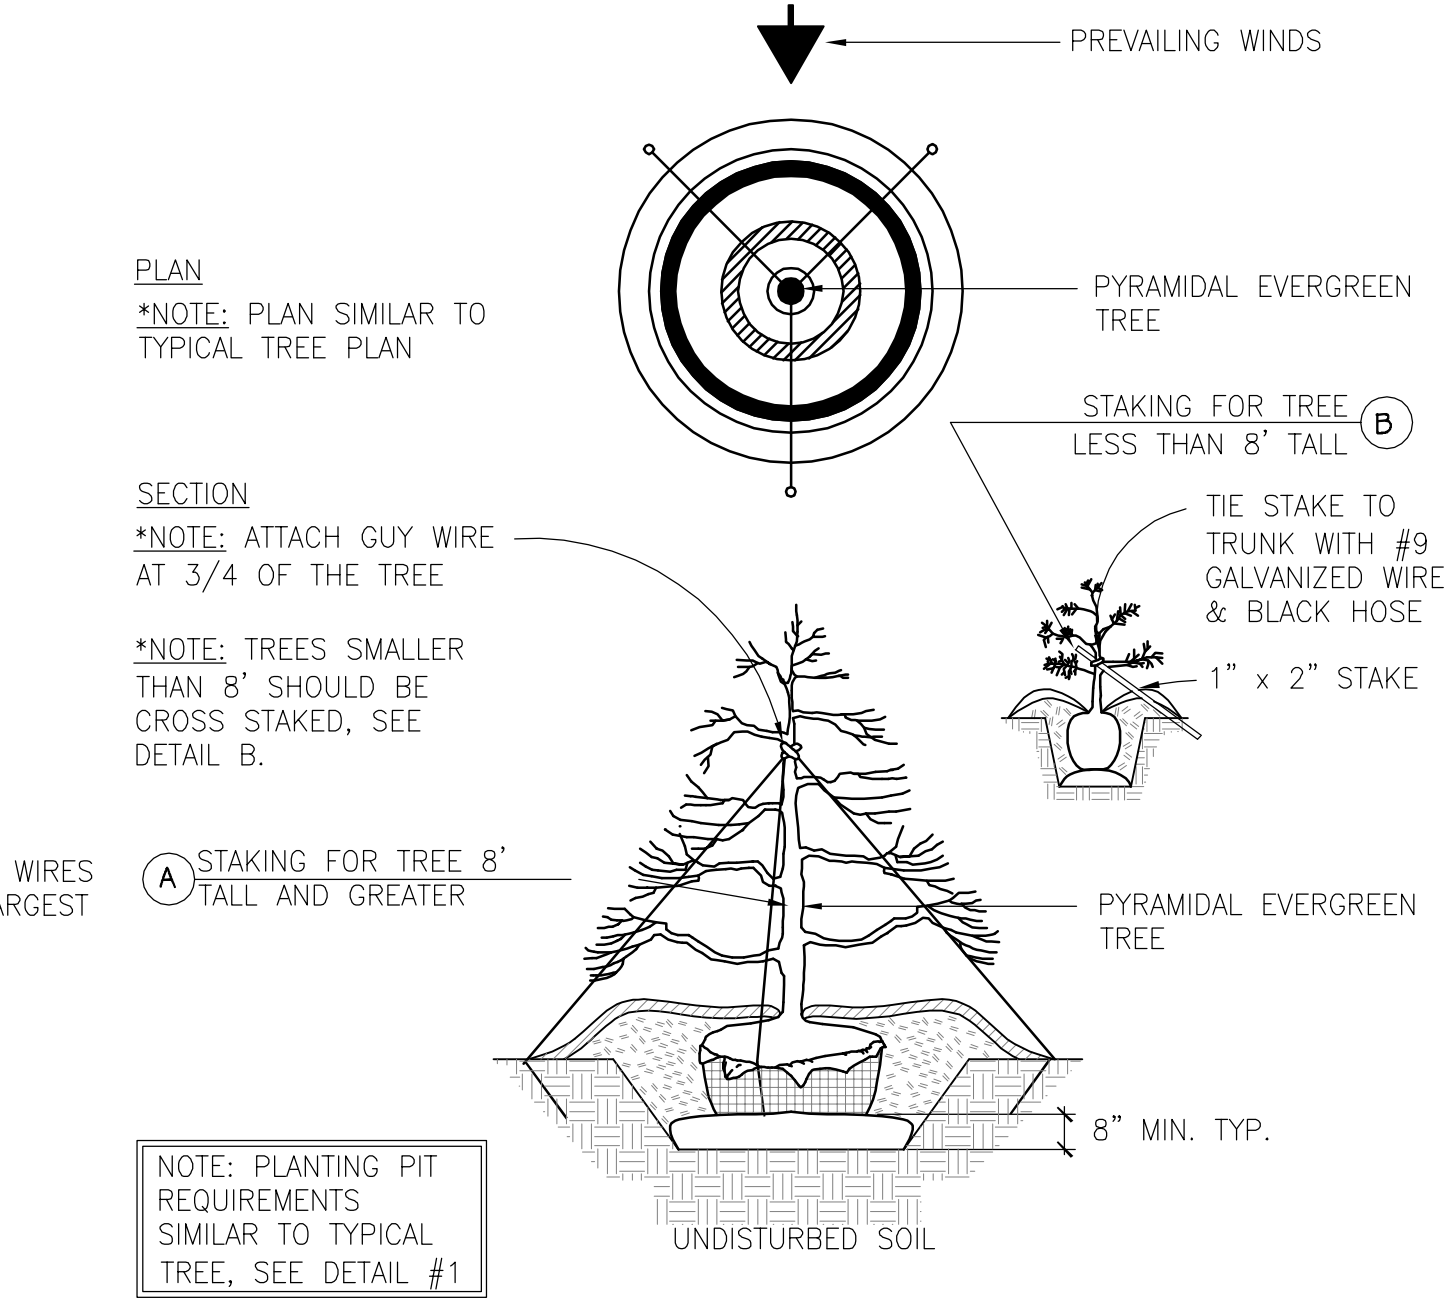 PREVAILING WINDS
PLAN
*NOTE: PLAN SIMILAR TO
TYPICAL TREE PLAN
PYRAMIDAL EVERGREEN
TREE
STAKING FOR TREE
LESS THAN 8' TALL
B
SECTION
*NOTE: ATTACH GUY WIRE
AT 3/4 OF THE TREE
TIE STAKE TO
TRUNK WITH #9
GALVANIZED WIRE
& BLACK HOSE
*NOTE: TREES SMALLER
THAN 8' SHOULD BE
CROSS STAKED, SEE
DETAIL B.
1" x 2" STAKE
WIRES
A
STAKING FOR TREE 8'
TALL AND GREATER
PYRAMIDAL EVERGREEN
TREE
8" MIN. TYP.
NOTE: PLANTING PIT
REQUIREMENTS
SIMILAR TO TYPICAL
TREE, SEE DETAIL #1
UNDISTURBED SOIL